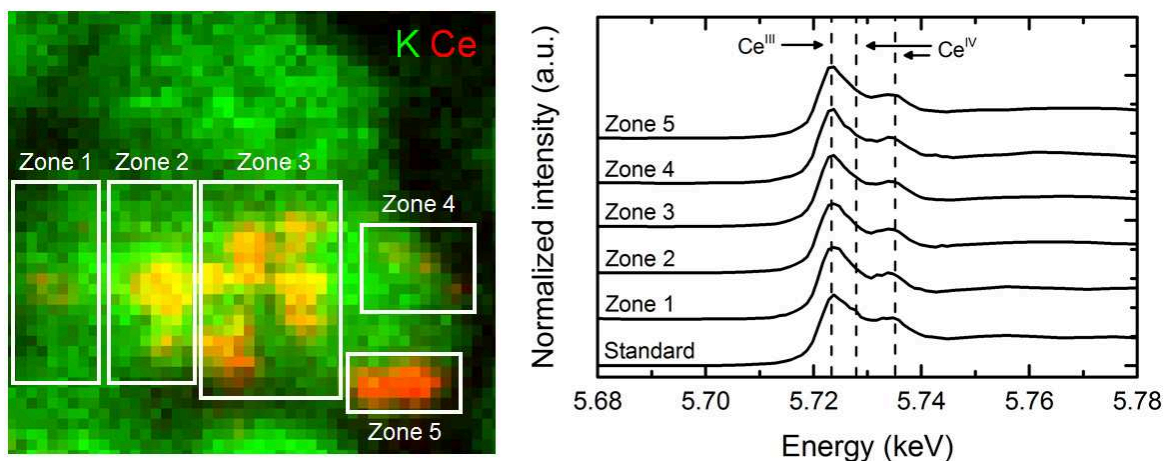 K Ce
Zone 1
Zone 2
Zone 3
Zone 4
Zone 5
Normalized intensity (a.u.)
Ce^III
Ce^IV
Zone 5
Zone 4
Zone 3
Zone 2
Zone 1
Standard
5.68 5.70 5.72 5.74 5.76 5.78
Energy (keV)